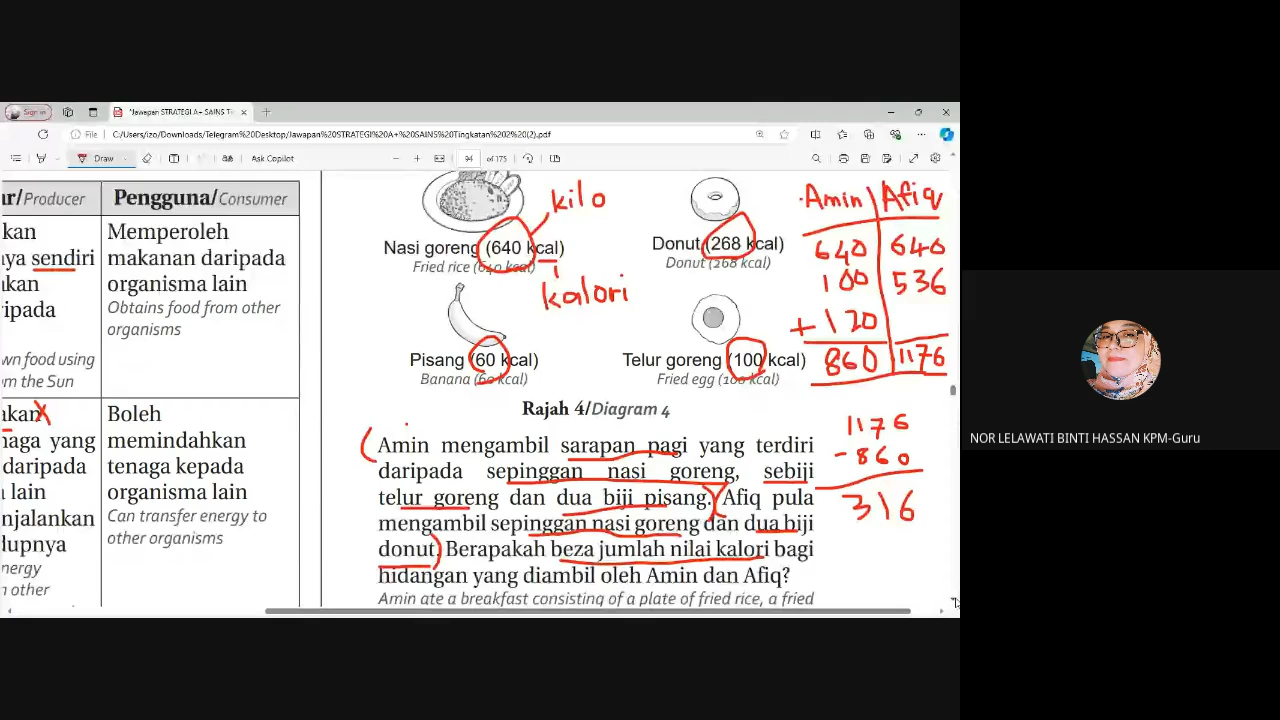 Sign in
*Jawapan STRATEGI A+ SAINS Ti
File
C:/Users/izo/Downloads/Telegram%20Desktop/Jawapan%20STRATEGI%20A+%20SAINS%20Tingkatan%202%20(2).pdf
Draw
Ask Copilot
94 of 175
ar/Producer
Pengguna/Consumer
kan
ya sendiri
akan
ripada
wn food using
m the Sun
Memperoleh
makanan daripada
organisma lain
Obtains food from other
organisms
akan X
naga yang
daripada
lain
njalankan
dupnya
nergy
n other
Boleh
memindahkan
tenaga kepada
organisma lain
Can transfer energy to
other organisms
kilo
Nasi goreng (640 kcal)
Fried rice (640 kcal)
kalori
Donut (268 kcal)
Donut (268 kcal)
Pisang (60 kcal)
Banana (60 kcal)
Telur goreng (100 kcal)
Fried egg (100 kcal)
Amin Afiq
640 640
100 536
+ 120
860 1176
1176
- 860
316
Rajah 4/Diagram 4
(Amin mengambil sarapan pagi yang terdiri
daripada sepinggan nasi goreng, sebiji
telur goreng dan dua biji pisang.) (Afiq pula
mengambil sepinggan nasi goreng dan dua biji
donut.) Berapakah beza jumlah nilai kalori bagi
hidangan yang diambil oleh Amin dan Afiq?
Amin ate a breakfast consisting of a plate of fried rice, a fried
NOR LELAWATI BINTI HASSAN KPM-Guru